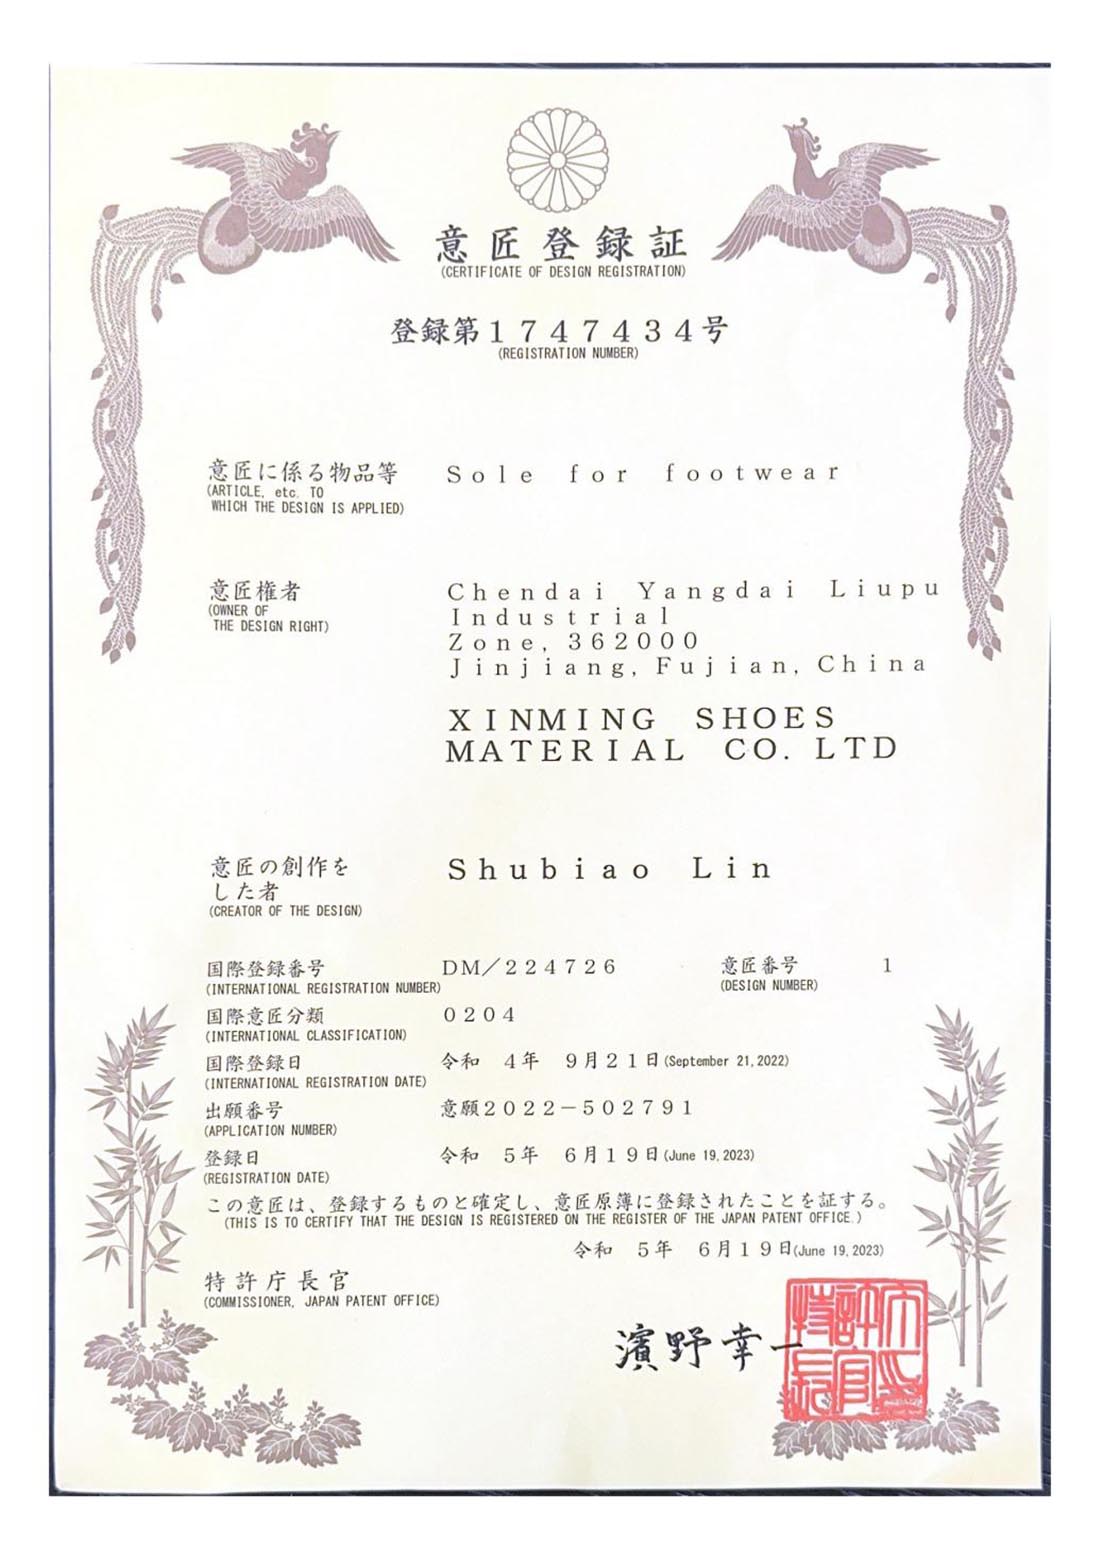 意匠登録証
(CERTIFICATE OF DESIGN REGISTRATION)
登録第１７４７４３４号
(REGISTRATION NUMBER)
意匠に係る物品等 Sole for footwear
(ARTICLE, etc. TO
WHICH THE DESIGN IS APPLIED)
意匠権者 Chendai Yangdai Liupu
(OWNER OF
THE DESIGN RIGHT)
Industrial
Zone, 362000
Jinjiang, Fujian, China
XINMING SHOES
MATERIAL CO. LTD
意匠の創作を
した者
(CREATOR OF THE DESIGN)
Shubiao Lin
国際登録番号 DM／224726 意匠番号 1
(INTERNATIONAL REGISTRATION NUMBER) (DESIGN NUMBER)
国際意匠分類 0204
(INTERNATIONAL CLASSIFICATION)
国際登録日 令和 4年 9月21日(September 21,2022)
(INTERNATIONAL REGISTRATION DATE)
出願番号 意願2022－502791
(APPLICATION NUMBER)
登録日 令和 5年 6月19日(June 19,2023)
(REGISTRATION DATE)
この意匠は、登録するものと確定し、意匠原簿に登録されたことを証する。
(THIS IS TO CERTIFY THAT THE DESIGN IS REGISTERED ON THE REGISTER OF THE JAPAN PATENT OFFICE.)
令和 5年 6月19日(June 19,2023)
特許庁長官
(COMMISSIONER, JAPAN PATENT OFFICE)
濱野幸一